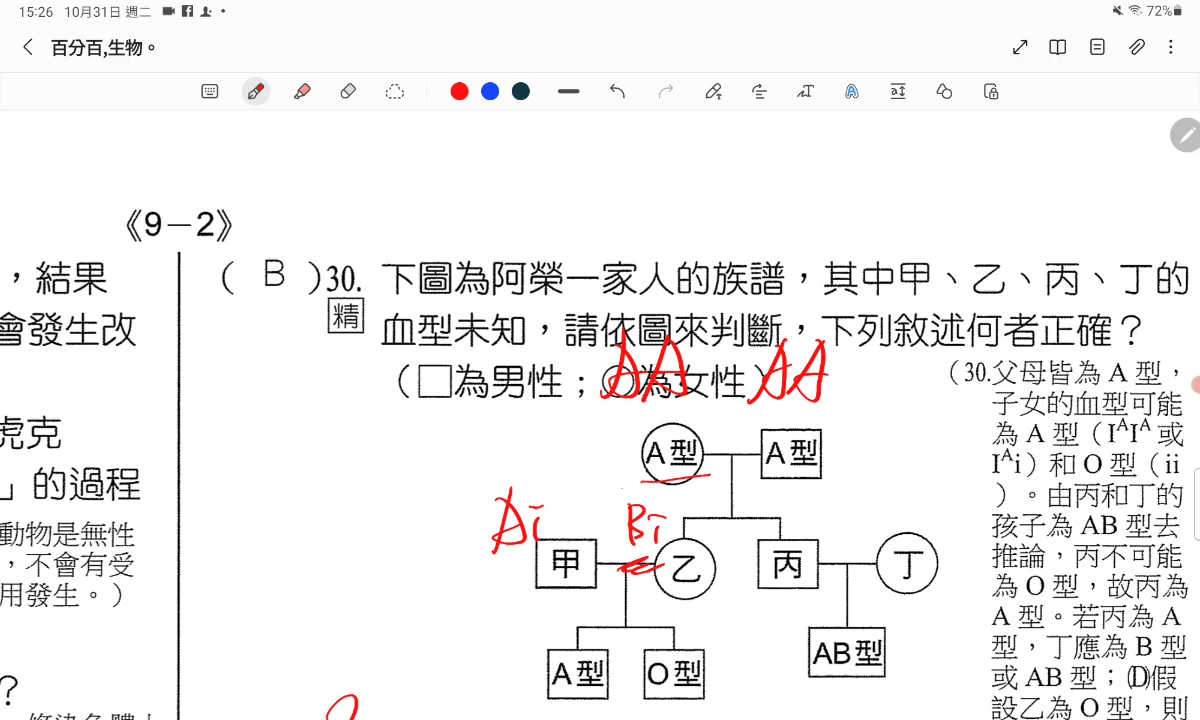 15:26 10月31日 週二
72%
百分百,生物。
《9－2》
，結果
會發生改
虎克
」的過程
動物是無性
，不會有受
用發生。）
？
（ B ）30. 下圖為阿榮一家人的族譜，其中甲、乙、丙、丁的
精 血型未知，請依圖來判斷，下列敘述何者正確？
（□為男性；○為女性）
AA AA
A型 A型
Ai Bi
甲 乙 丙 丁
A型 O型 AB型
（30.父母皆為 A 型，
子女的血型可能
為 A 型（IᴬIᴬ或
Iᴬi）和 O 型（ii
）。由丙和丁的
孩子為 AB 型去
推論，丙不可能
為 O 型，故丙為
A 型。若丙為 A
型，丁應為 B 型
或 AB 型；(D)假
設乙為 O 型，則